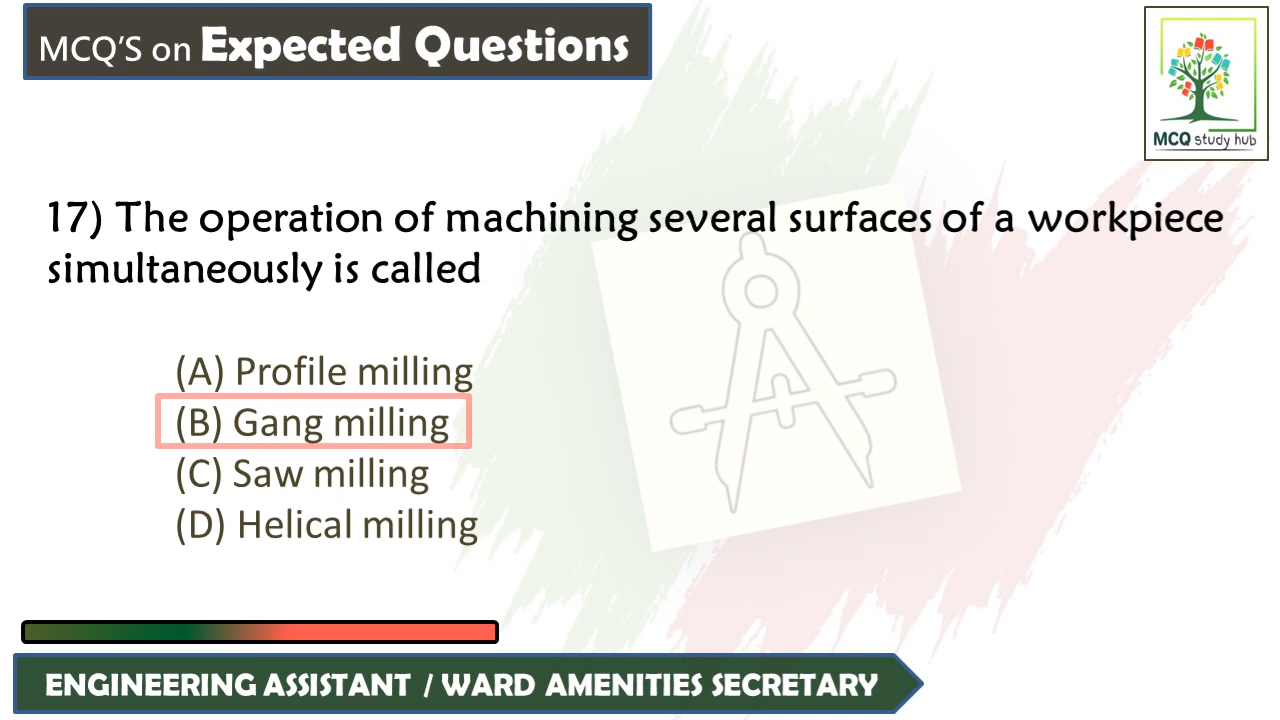 MCQ'S on Expected Questions
MCQ study hub
17) The operation of machining several surfaces of a workpiece
simultaneously is called
(A) Profile milling
(B) Gang milling
(C) Saw milling
(D) Helical milling
ENGINEERING ASSISTANT / WARD AMENITIES SECRETARY